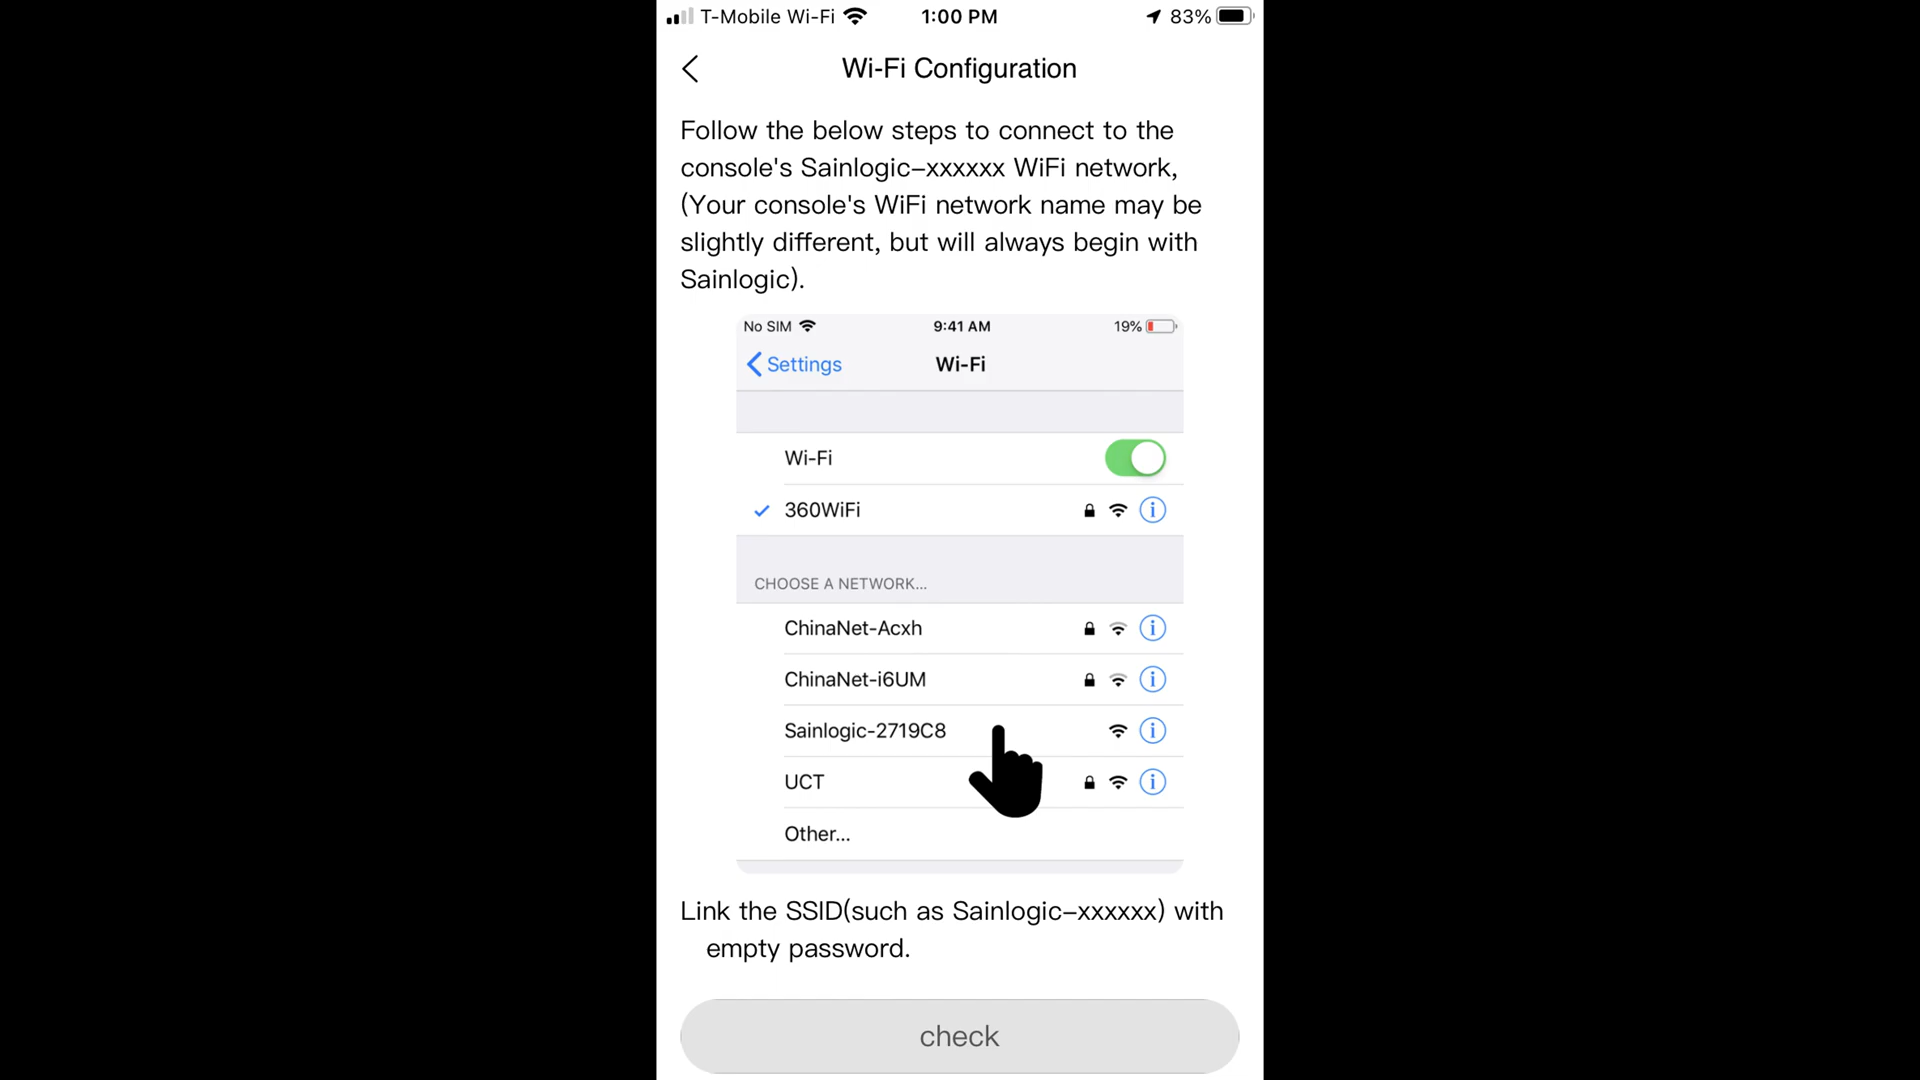 T-Mobile Wi-Fi 1:00 PM 83%
Wi-Fi Configuration
Follow the below steps to connect to the
console's Sainlogic-xxxxxx WiFi network,
(Your console's WiFi network name may be
slightly different, but will always begin with
Sainlogic).
No SIM 9:41 AM 19%
Settings Wi-Fi
Wi-Fi
360WiFi
CHOOSE A NETWORK...
ChinaNet-Acxh
ChinaNet-i6UM
Sainlogic-2719C8
UCT
Other...
Link the SSID(such as Sainlogic-xxxxxx) with
empty password.
check